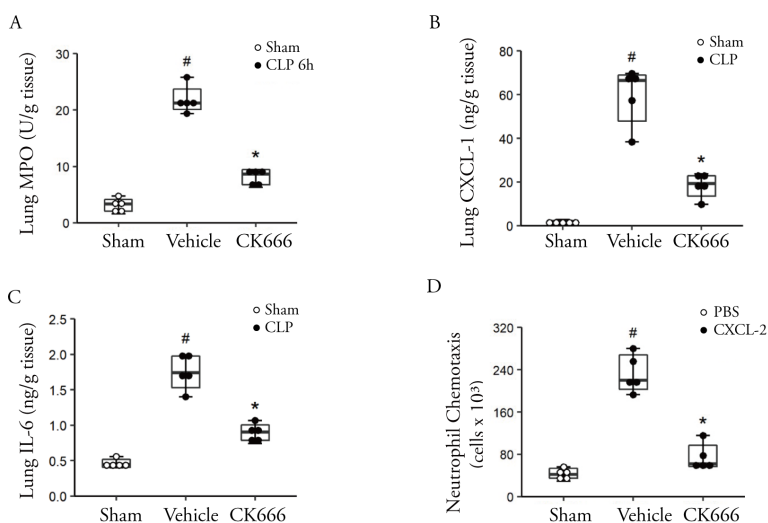 A
Sham
CLP 6h
Lung MPO (U/g tissue)
30
20
10
0
#
*
Sham
Vehicle
CK666
B
Sham
CLP
Lung CXCL-1 (ng/g tissue)
80
60
40
20
0
#
*
Sham
Vehicle
CK666
C
Sham
CLP
Lung IL-6 (ng/g tissue)
2.5
2.0
1.5
1.0
0.5
0.0
#
*
Sham
Vehicle
CK666
D
PBS
CXCL-2
Neutrophil Chemotaxis
(cells x 10³)
320
240
160
80
0
#
*
Sham
Vehicle
CK666